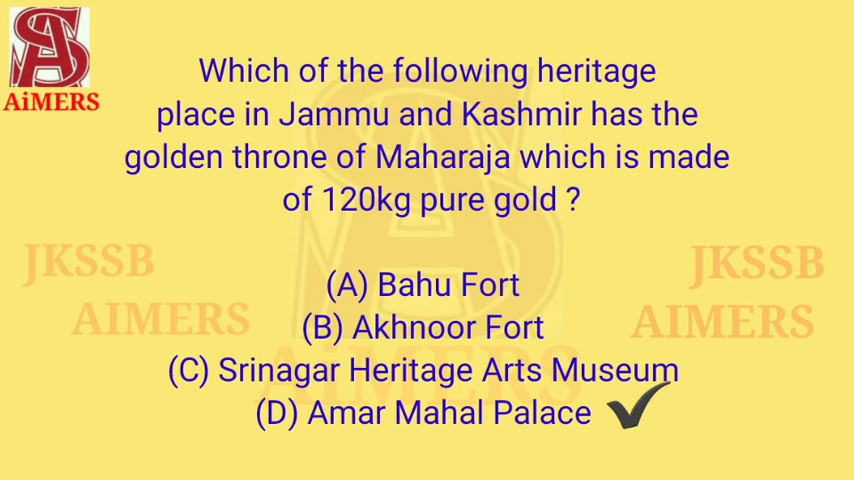 AiMERS
Which of the following heritage
place in Jammu and Kashmir has the
golden throne of Maharaja which is made
of 120kg pure gold ?
JKSSB
AIMERS
JKSSB
AIMERS
(A) Bahu Fort
(B) Akhnoor Fort
(C) Srinagar Heritage Arts Museum
(D) Amar Mahal Palace
AiMERS